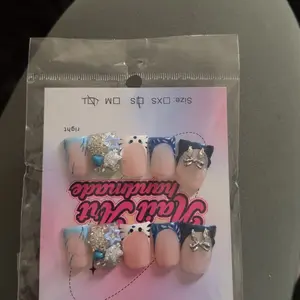 Size: □XS □S □M □L
right
Nail Art
handmade